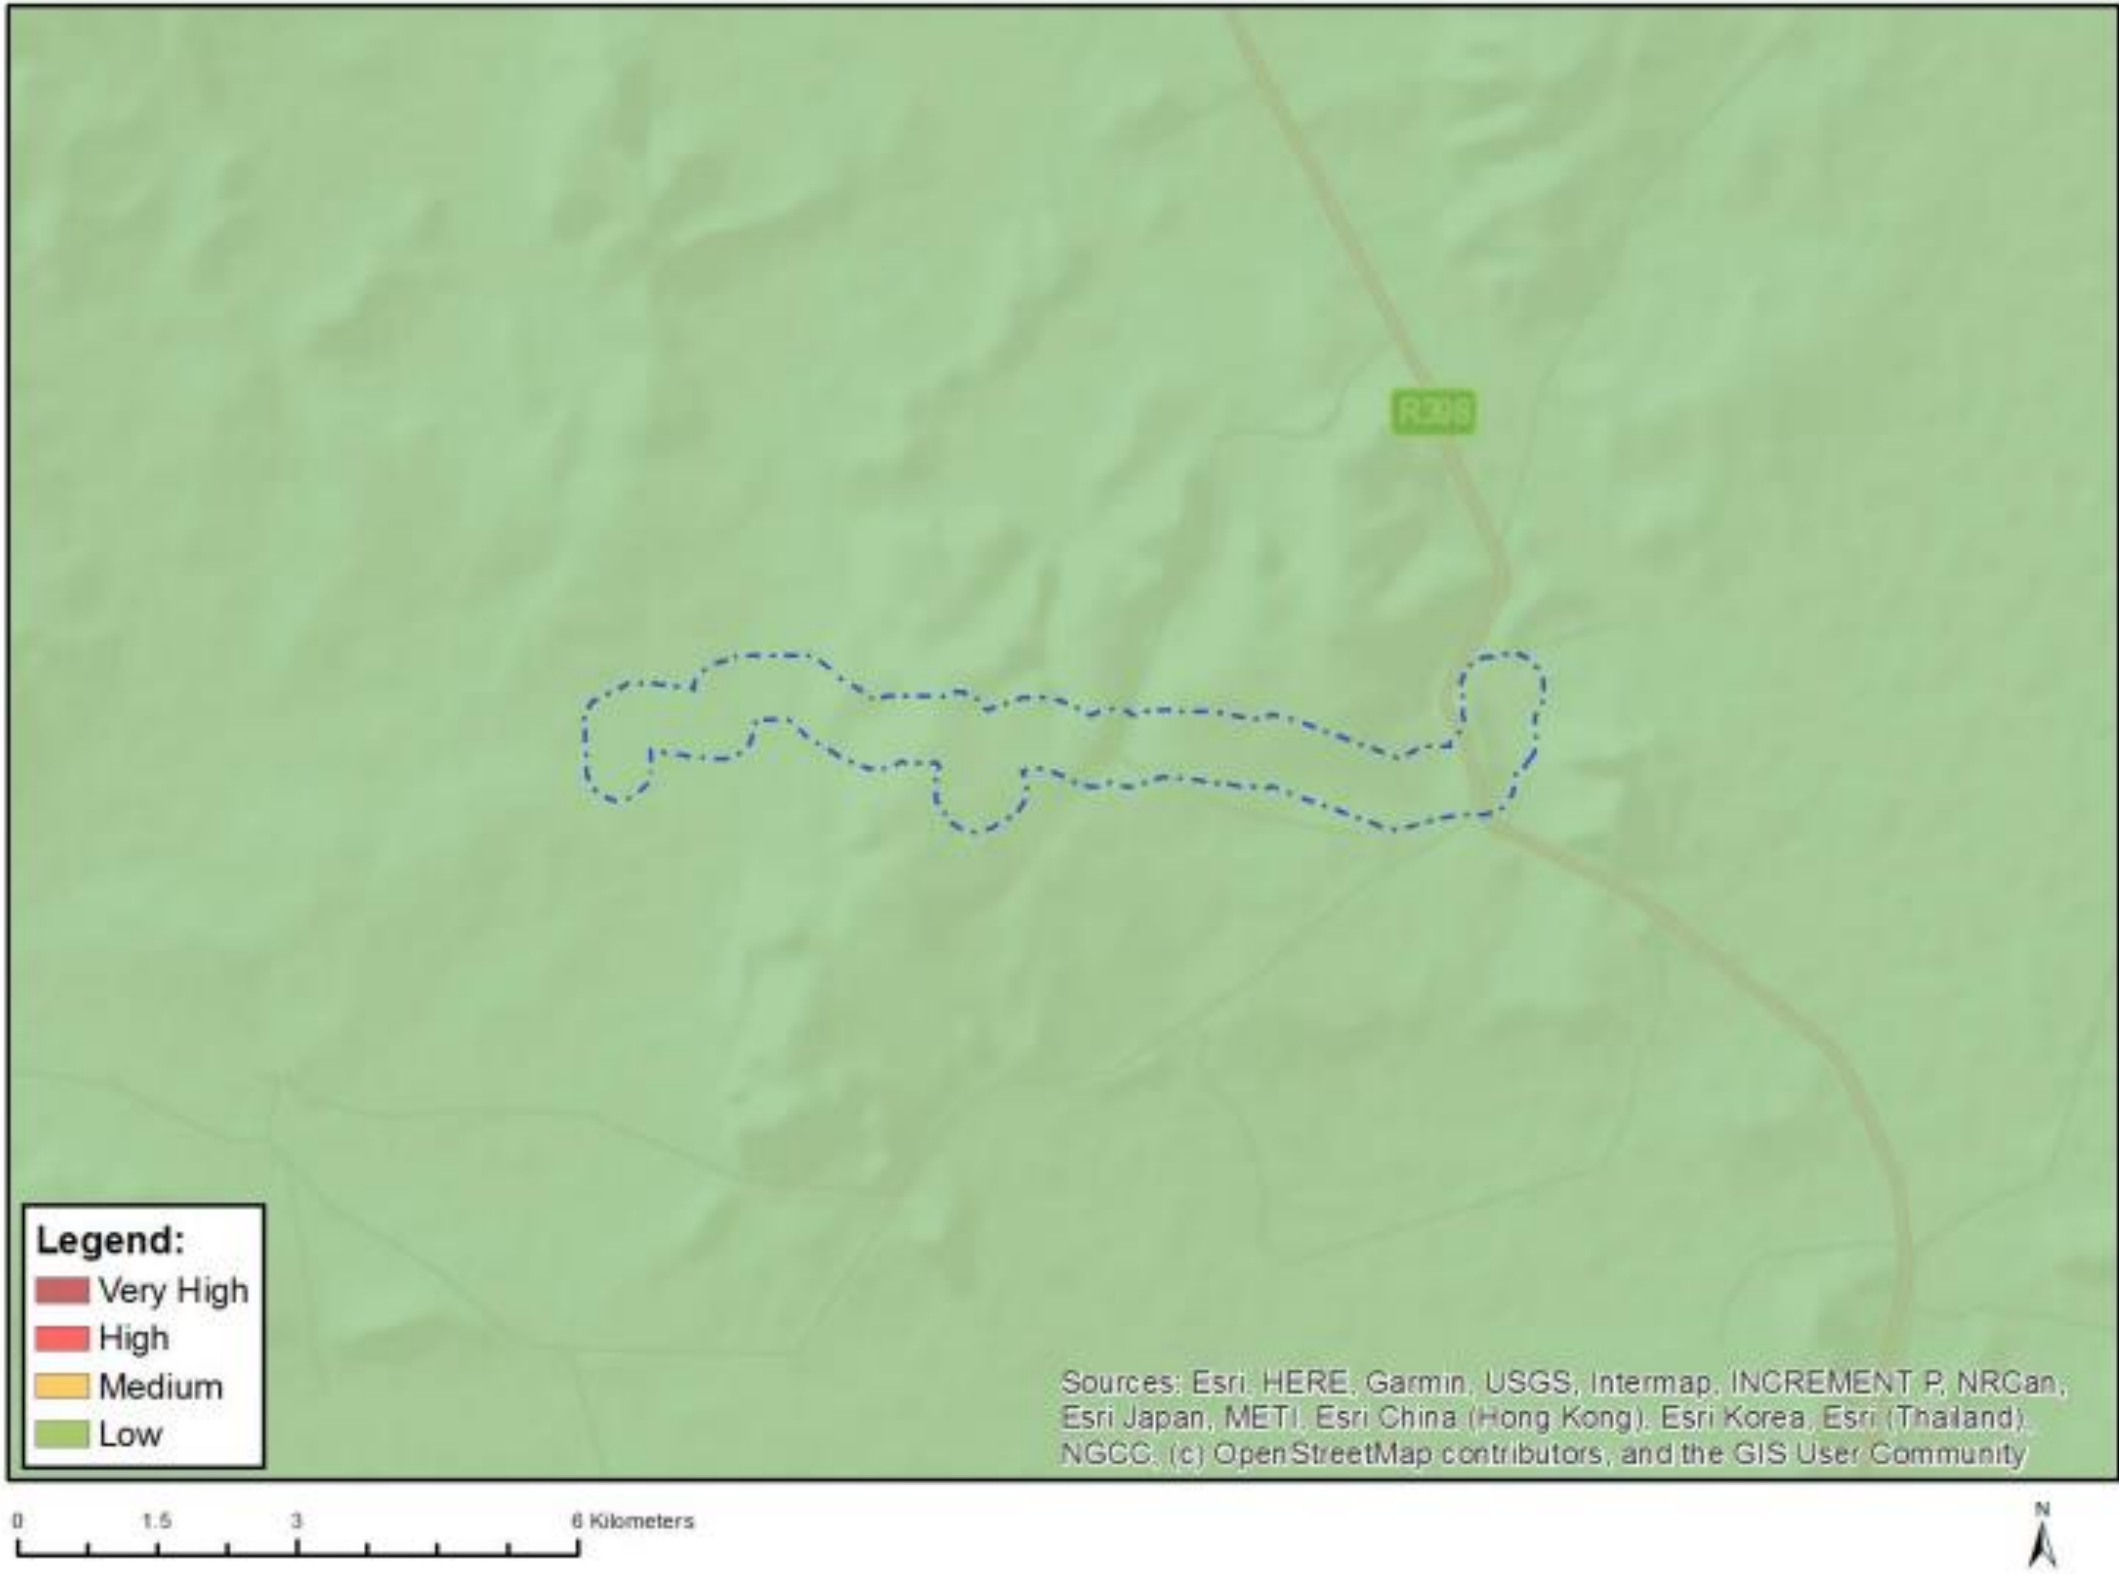 R398
Legend:
Very High
High
Medium
Low
Sources: Esri, HERE, Garmin, USGS, Intermap, INCREMENT P, NRCan,
Esri Japan, METI, Esri China (Hong Kong), Esri Korea, Esri (Thailand),
NGCC, (c) OpenStreetMap contributors, and the GIS User Community
0 1.5 3 6 Kilometers
N